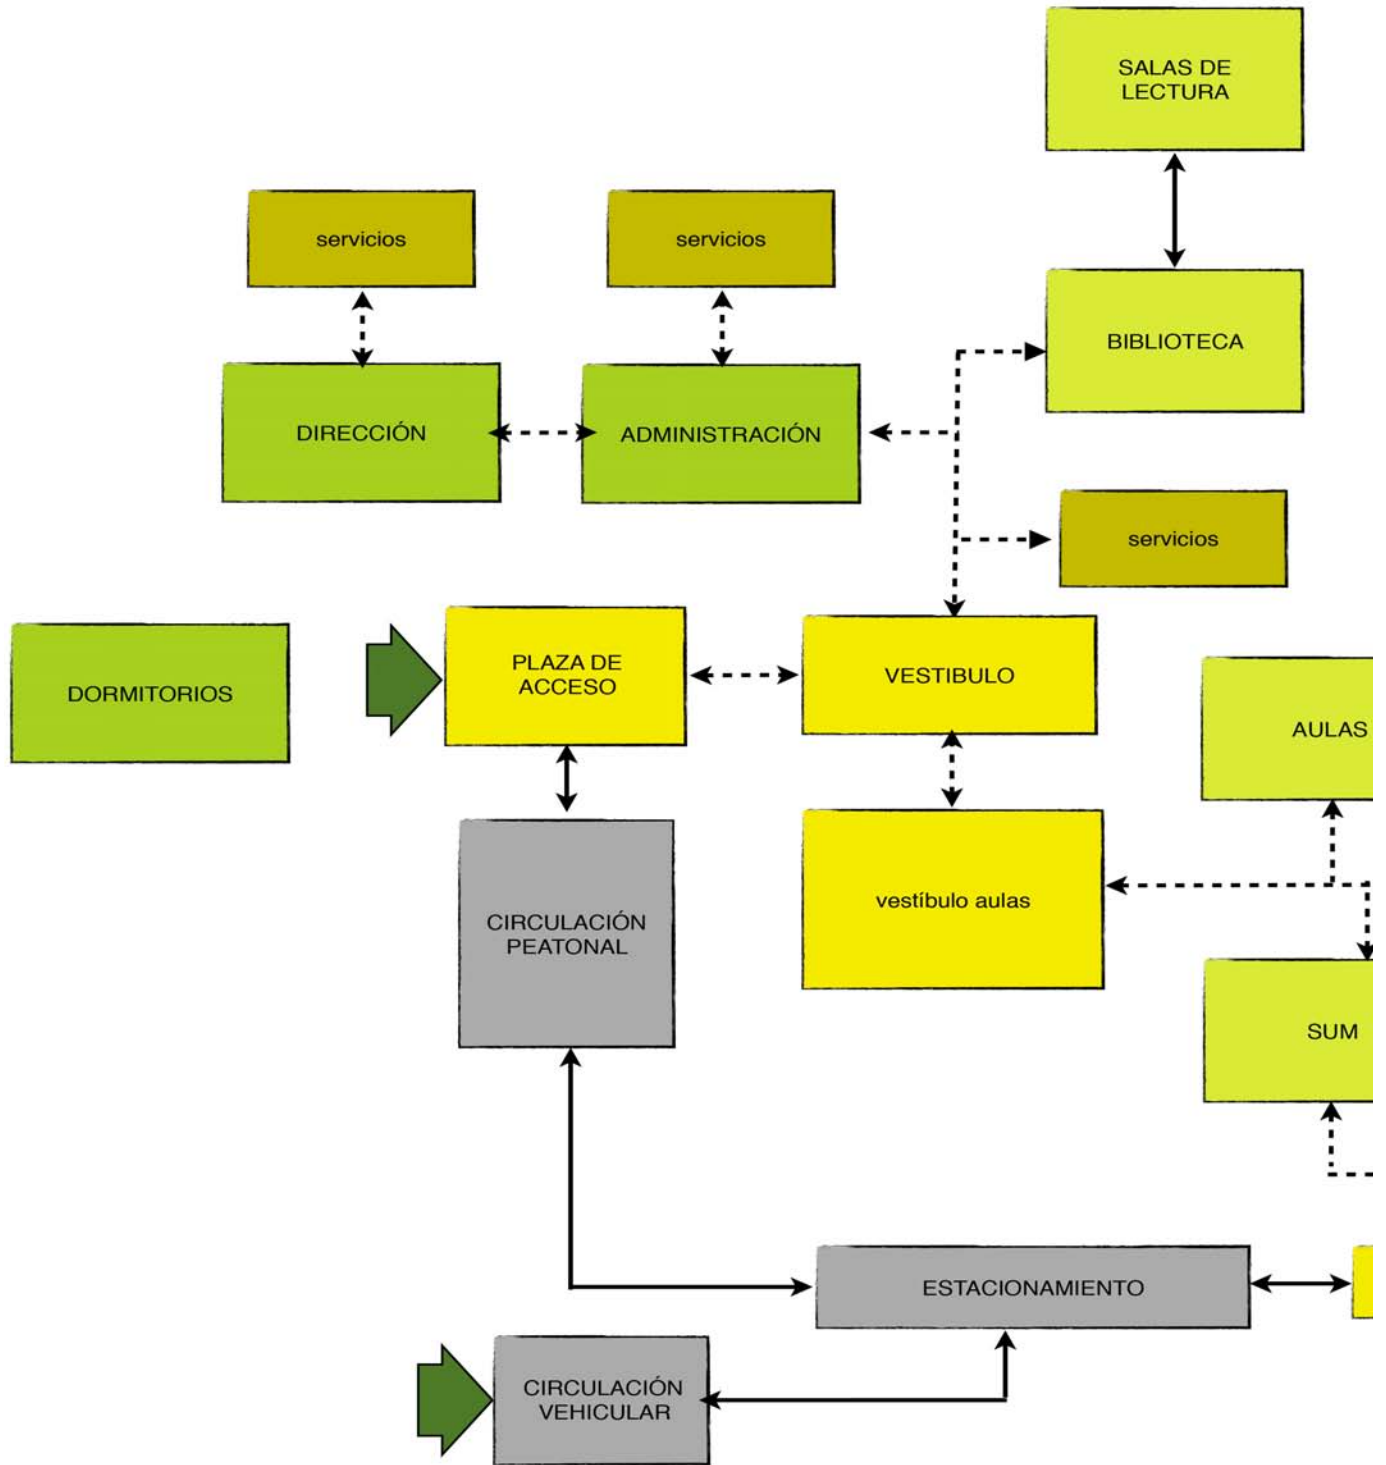 SALAS DE
LECTURA
servicios
servicios
BIBLIOTECA
DIRECCIÓN
ADMINISTRACIÓN
servicios
PLAZA DE
ACCESO
VESTIBULO
DORMITORIOS
AULAS
vestíbulo aulas
CIRCULACIÓN
PEATONAL
SUM
ESTACIONAMIENTO
CIRCULACIÓN
VEHICULAR